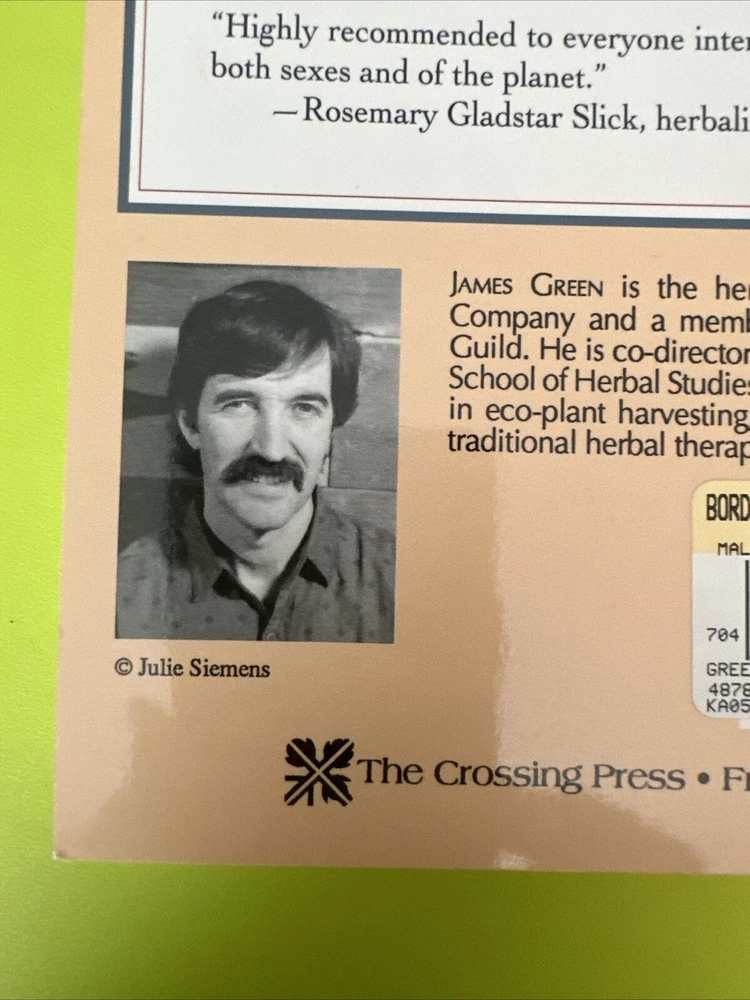 “Highly recommended to everyone inter
both sexes and of the planet.”
—Rosemary Gladstar Slick, herbali
JAMES GREEN is the he
Company and a memb
Guild. He is co-director
School of Herbal Studies
in eco-plant harvesting,
traditional herbal therap
BORD
MAL
704
GREE
4878
KA05
© Julie Siemens
The Crossing Press • Fr